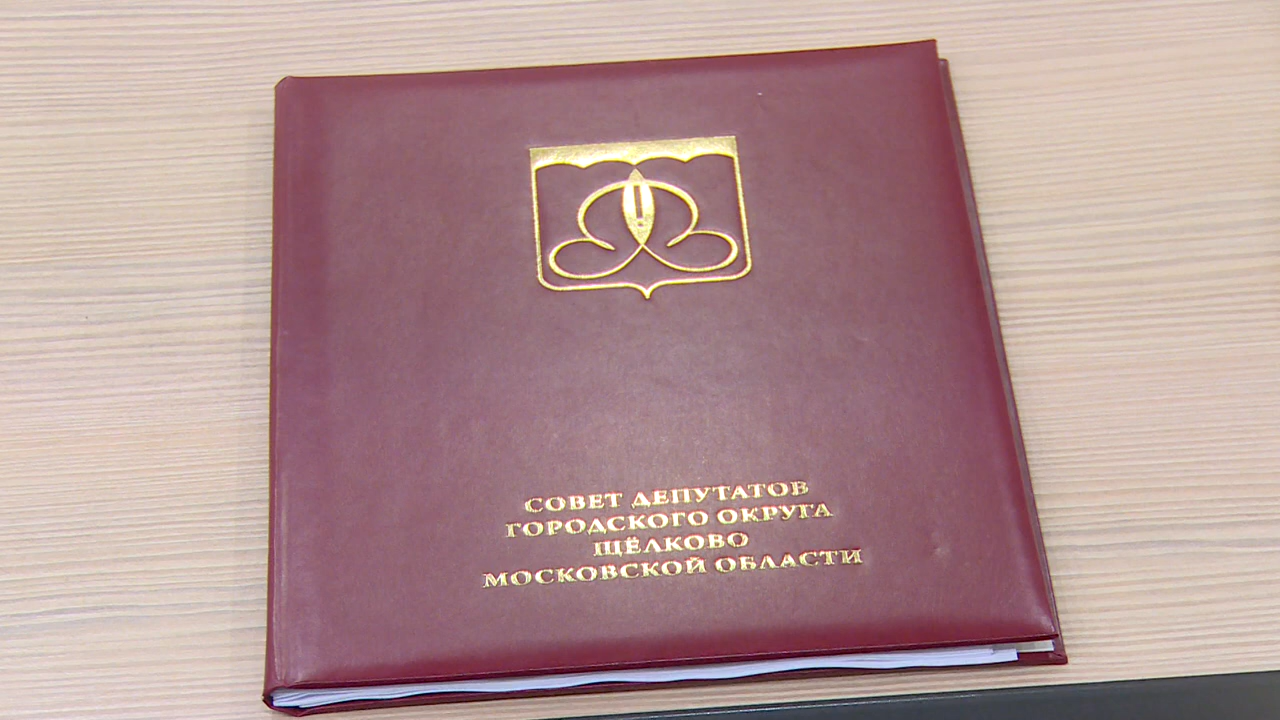 СОВЕТ ДЕПУТАТОВ
ГОРОДСКОГО ОКРУГА
ЩЁЛКОВО
МОСКОВСКОЙ ОБЛАСТИ